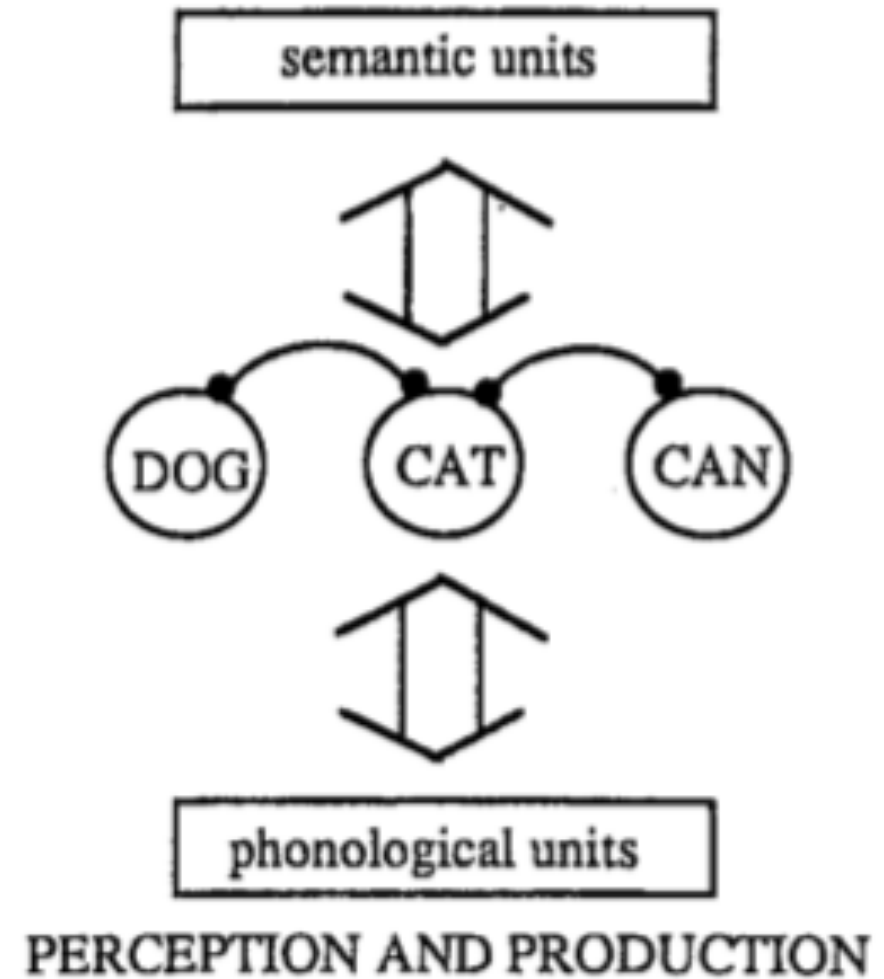 semantic units
DOG CAT CAN
phonological units
PERCEPTION AND PRODUCTION